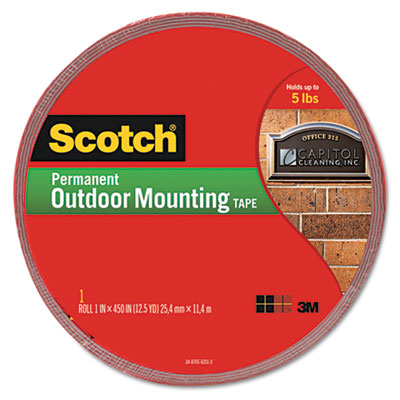 Holds up to
5 lbs
Scotch®
OFFICE 315
CAPITOL
CLEANING, INC.
Permanent
Outdoor Mounting TAPE
1
ROLL 1 IN × 450 IN (12.5 YD) 25,4 mm × 11,4 m
3M